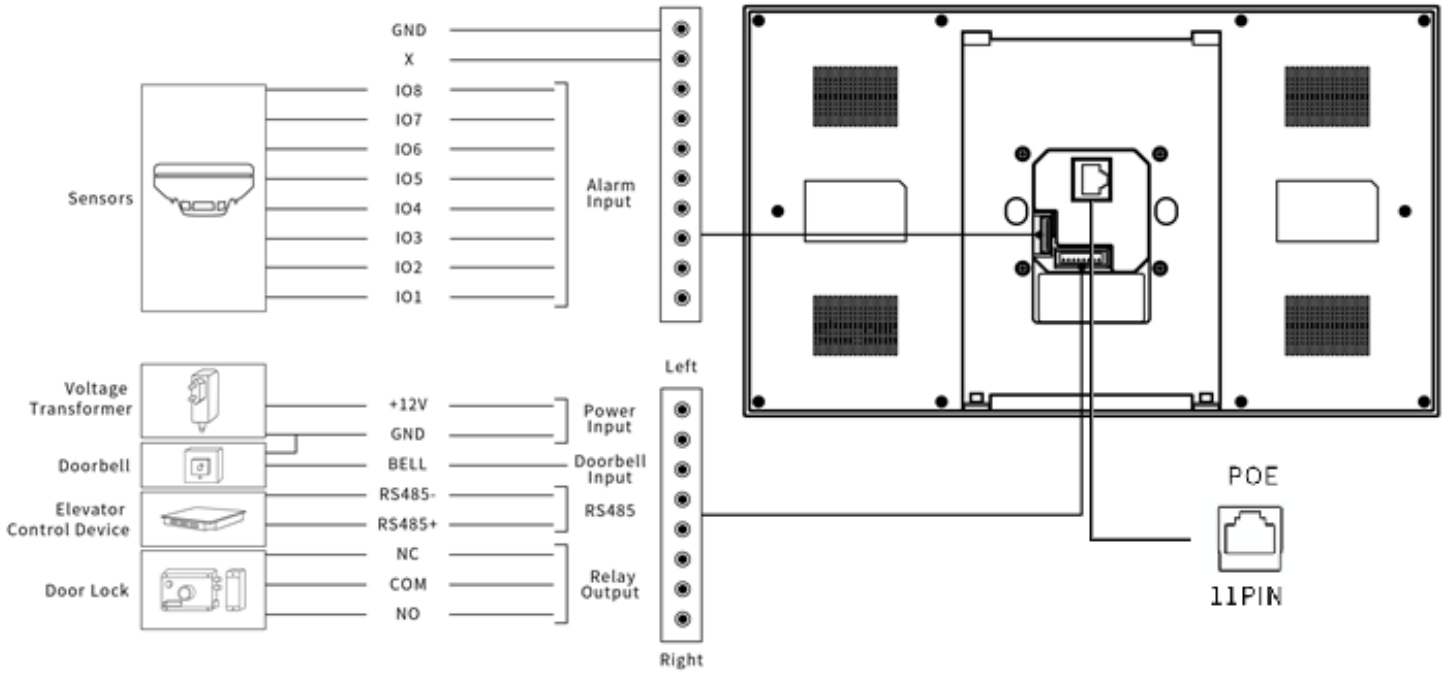 GND
X
IO8
IO7
IO6
IO5
IO4
IO3
IO2
IO1
Sensors
Alarm
Input
Left
Voltage
Transformer
+12V
GND
Power
Input
Doorbell
BELL
Doorbell
Input
Elevator
Control Device
RS485-
RS485+
RS485
Door Lock
NC
COM
NO
Relay
Output
Right
POE
11PIN